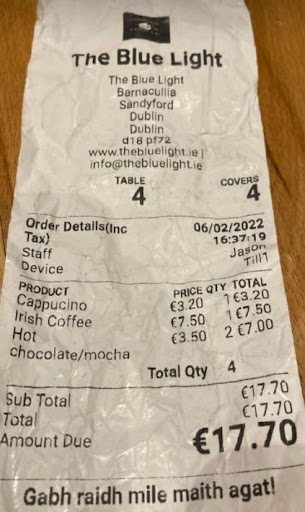 The Blue Light
The Blue Light
Barnacullia
Sandyford
Dublin
Dublin
d18 pf72
www.thebluelight.ie |
info@thebluelight.ie
TABLE COVERS
4 4
Order Details(Inc 06/02/2022
Tax) 16:37:19
Staff Jason
Device Till1
PRODUCT PRICE QTY TOTAL
Cappucino €3.20 1 €3.20
Irish Coffee €7.50 1 €7.50
Hot €3.50 2 €7.00
chocolate/mocha
Total Qty 4
Sub Total €17.70
Total €17.70
Amount Due €17.70
Gabh raidh mile maith agat!